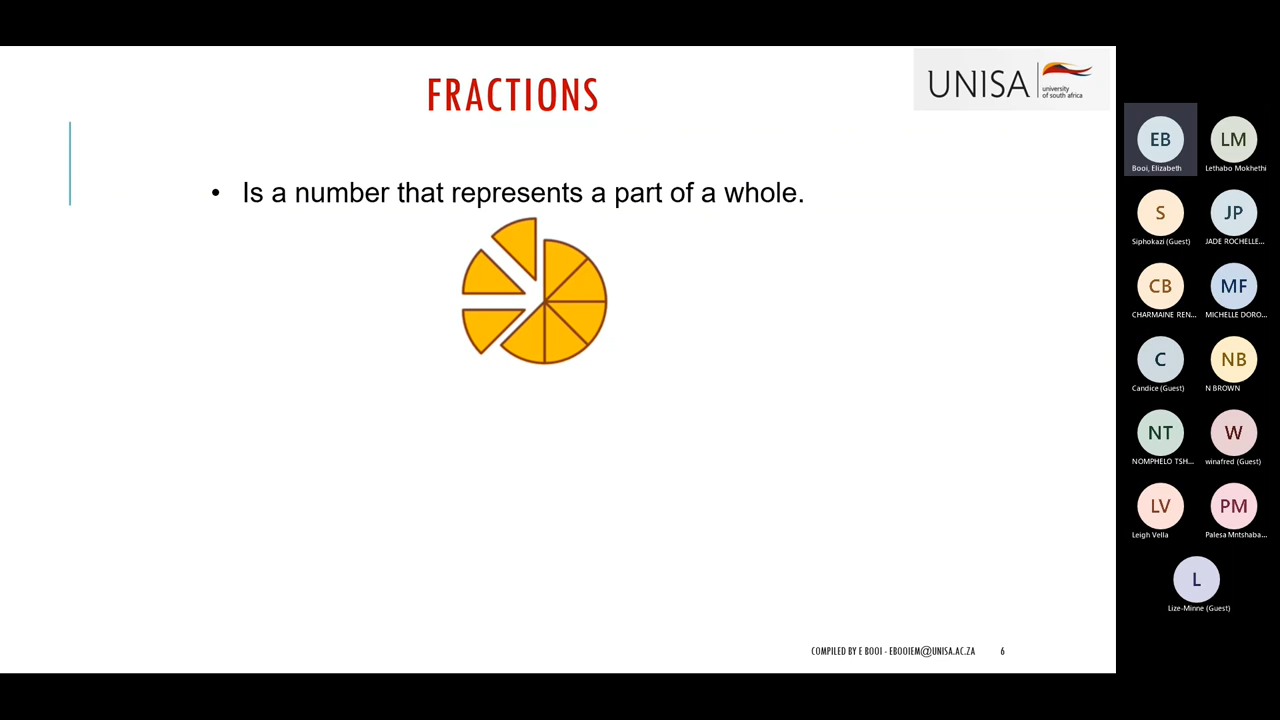 FRACTIONS
UNISA
university
of south africa
• Is a number that represents a part of a whole.
COMPILED BY E BOOI - EBOOIEM@UNISA.AC.ZA 6
EB LM
Booi, Elizabeth Lethabo Mokhethi
S JP
Siphokazi (Guest) JADE ROCHELLE...
CB MF
CHARMAINE REN... MICHELLE DORO...
C NB
Candice (Guest) N BROWN
NT W
NOMPHELO TSH... winafred (Guest)
LV PM
Leigh Vella Palesa Mntshaba...
L
Lize-Minne (Guest)